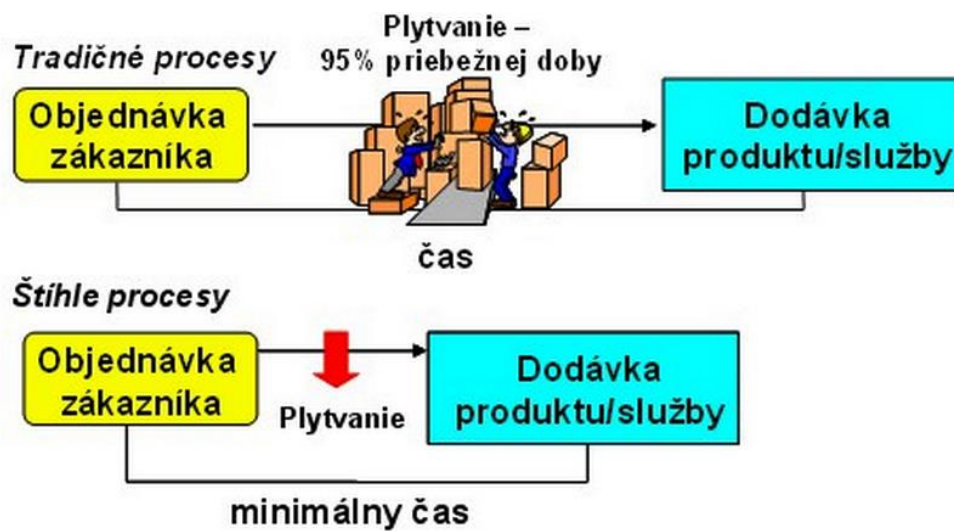 Plytvanie –
Tradičné procesy
95% priebežnej doby
Objednávka
zákazníka
Dodávka
produktu/služby
čas
Štíhle procesy
Objednávka
zákazníka
Plytvanie
Dodávka
produktu/služby
minimálny čas